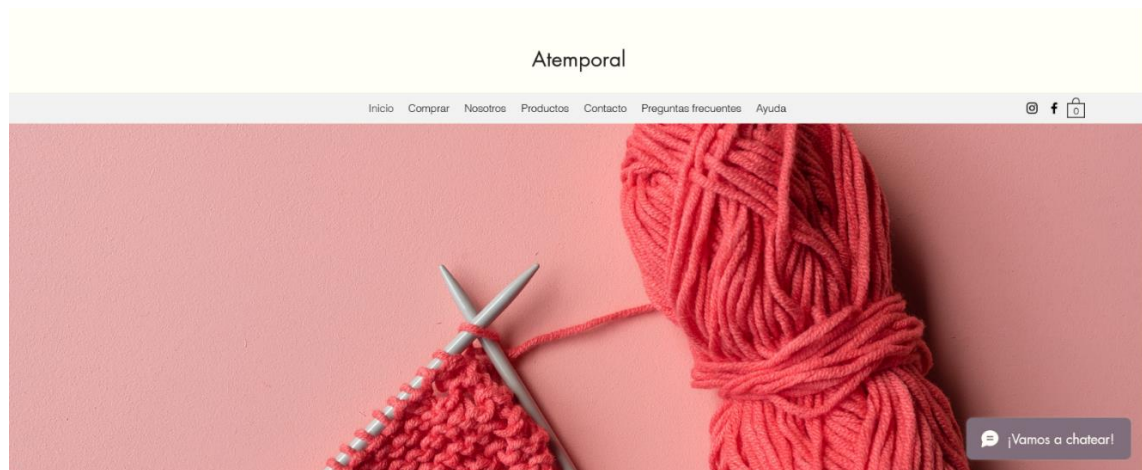 Atemporal
Inicio Comprar Nosotros Productos Contacto Preguntas frecuentes Ayuda
0
¡Vamos a chatear!